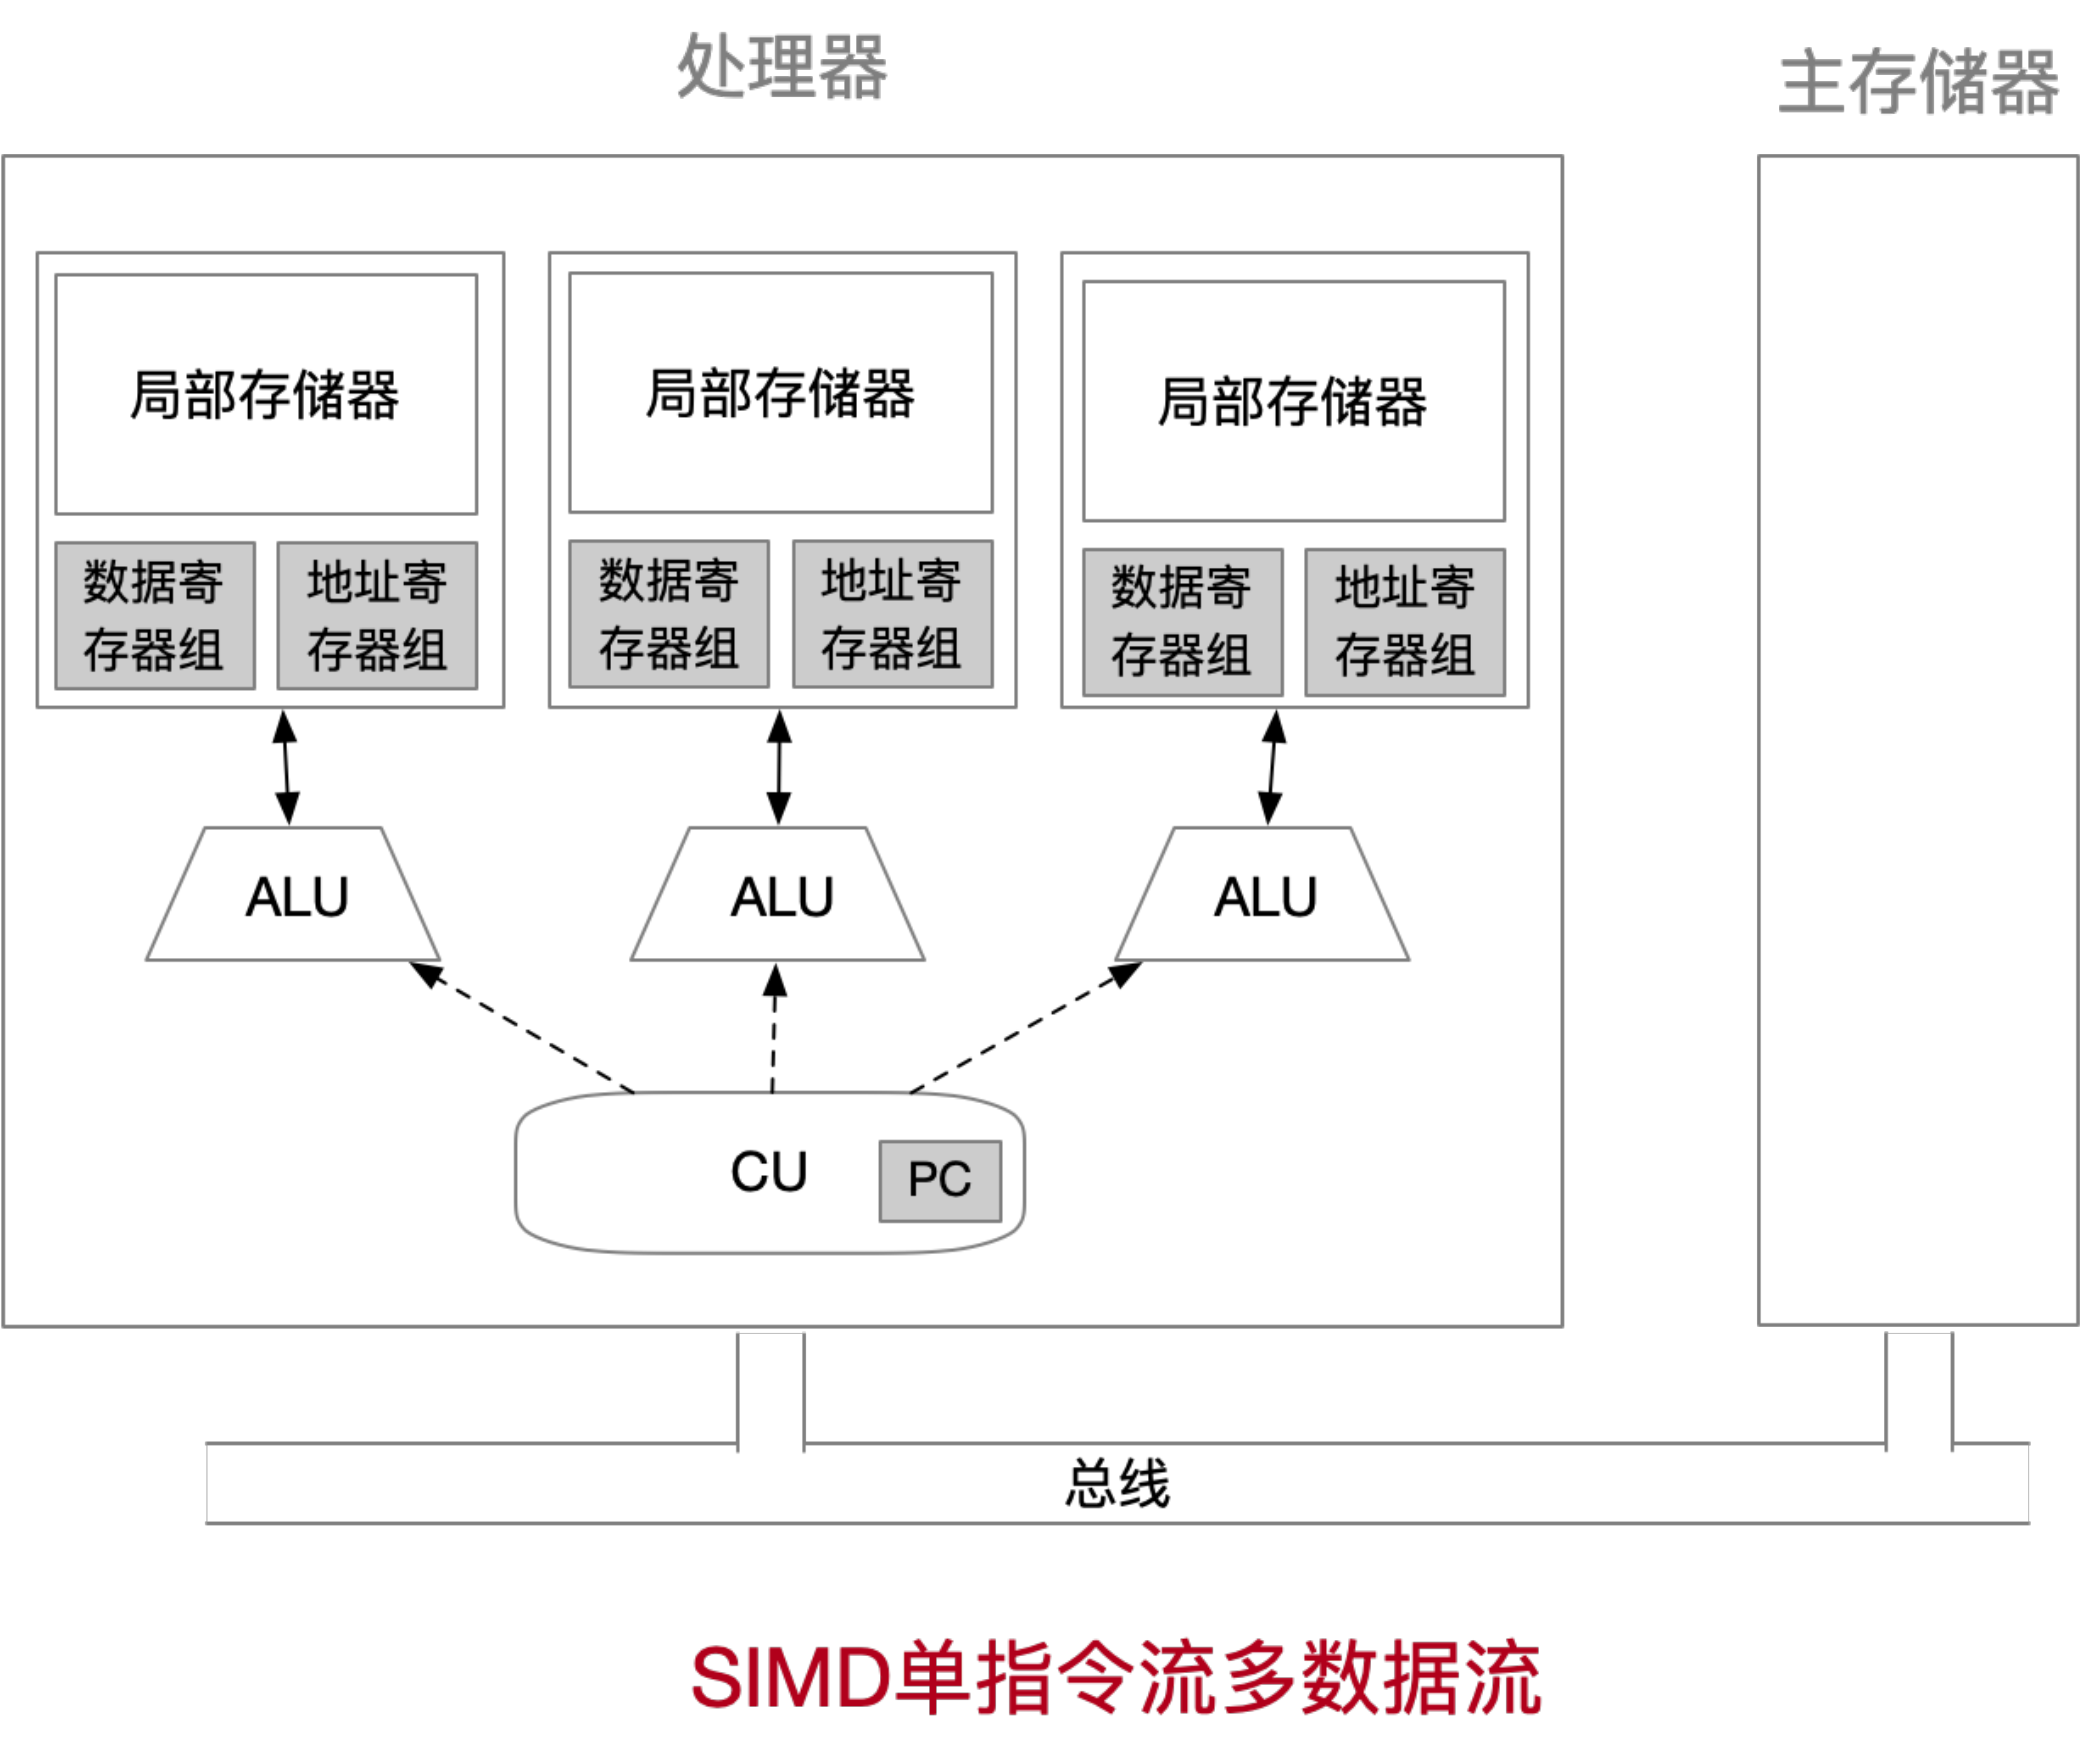 处理器
主存储器
局部存储器
数据寄
存器组
地址寄
存器组
局部存储器
数据寄
存器组
地址寄
存器组
局部存储器
数据寄
存器组
地址寄
存器组
ALU
ALU
ALU
CU
PC
总线
SIMD单指令流多数据流